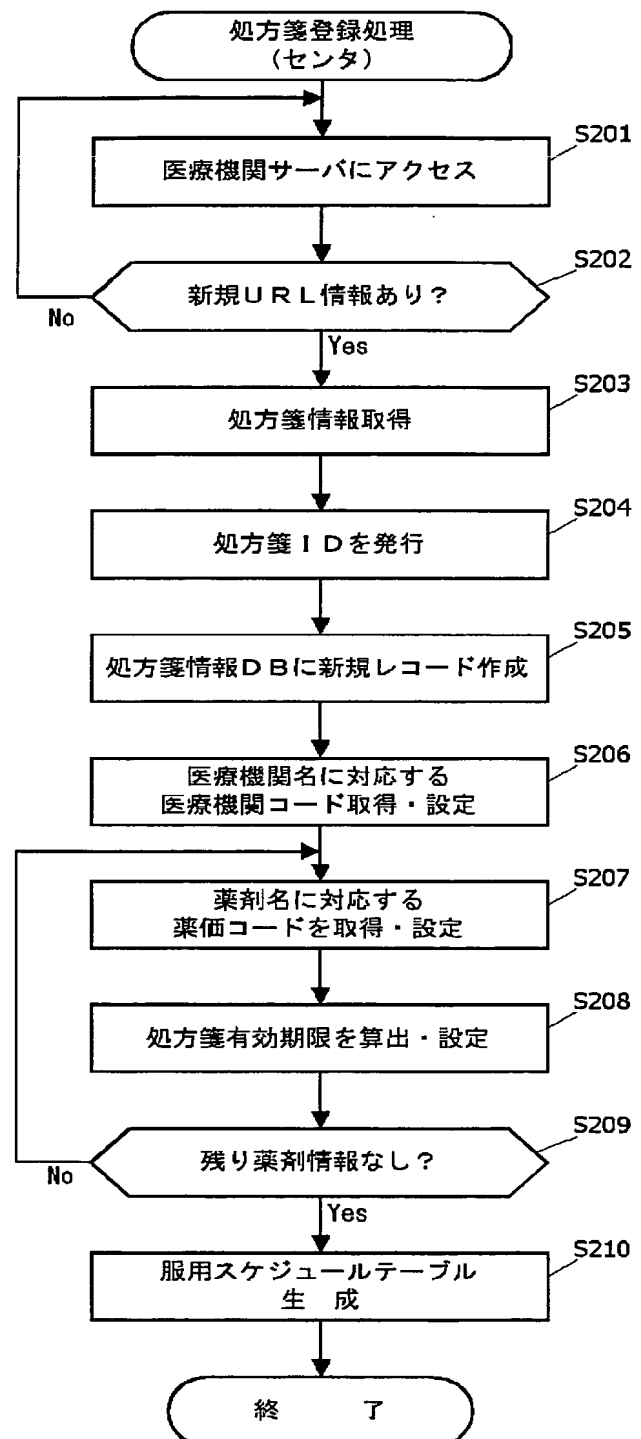 処方箋登録処理
(センタ)
S201
医療機関サーバにアクセス
S202
新規URL情報あり?
No
Yes
S203
処方箋情報取得
S204
処方箋IDを発行
S205
処方箋情報DBに新規レコード作成
S206
医療機関名に対応する
医療機関コード取得・設定
S207
薬剤名に対応する
薬価コードを取得・設定
S208
処方箋有効期限を算出・設定
S209
残り薬剤情報なし?
No
Yes
S210
服用スケジュールテーブル
生 成
終 了